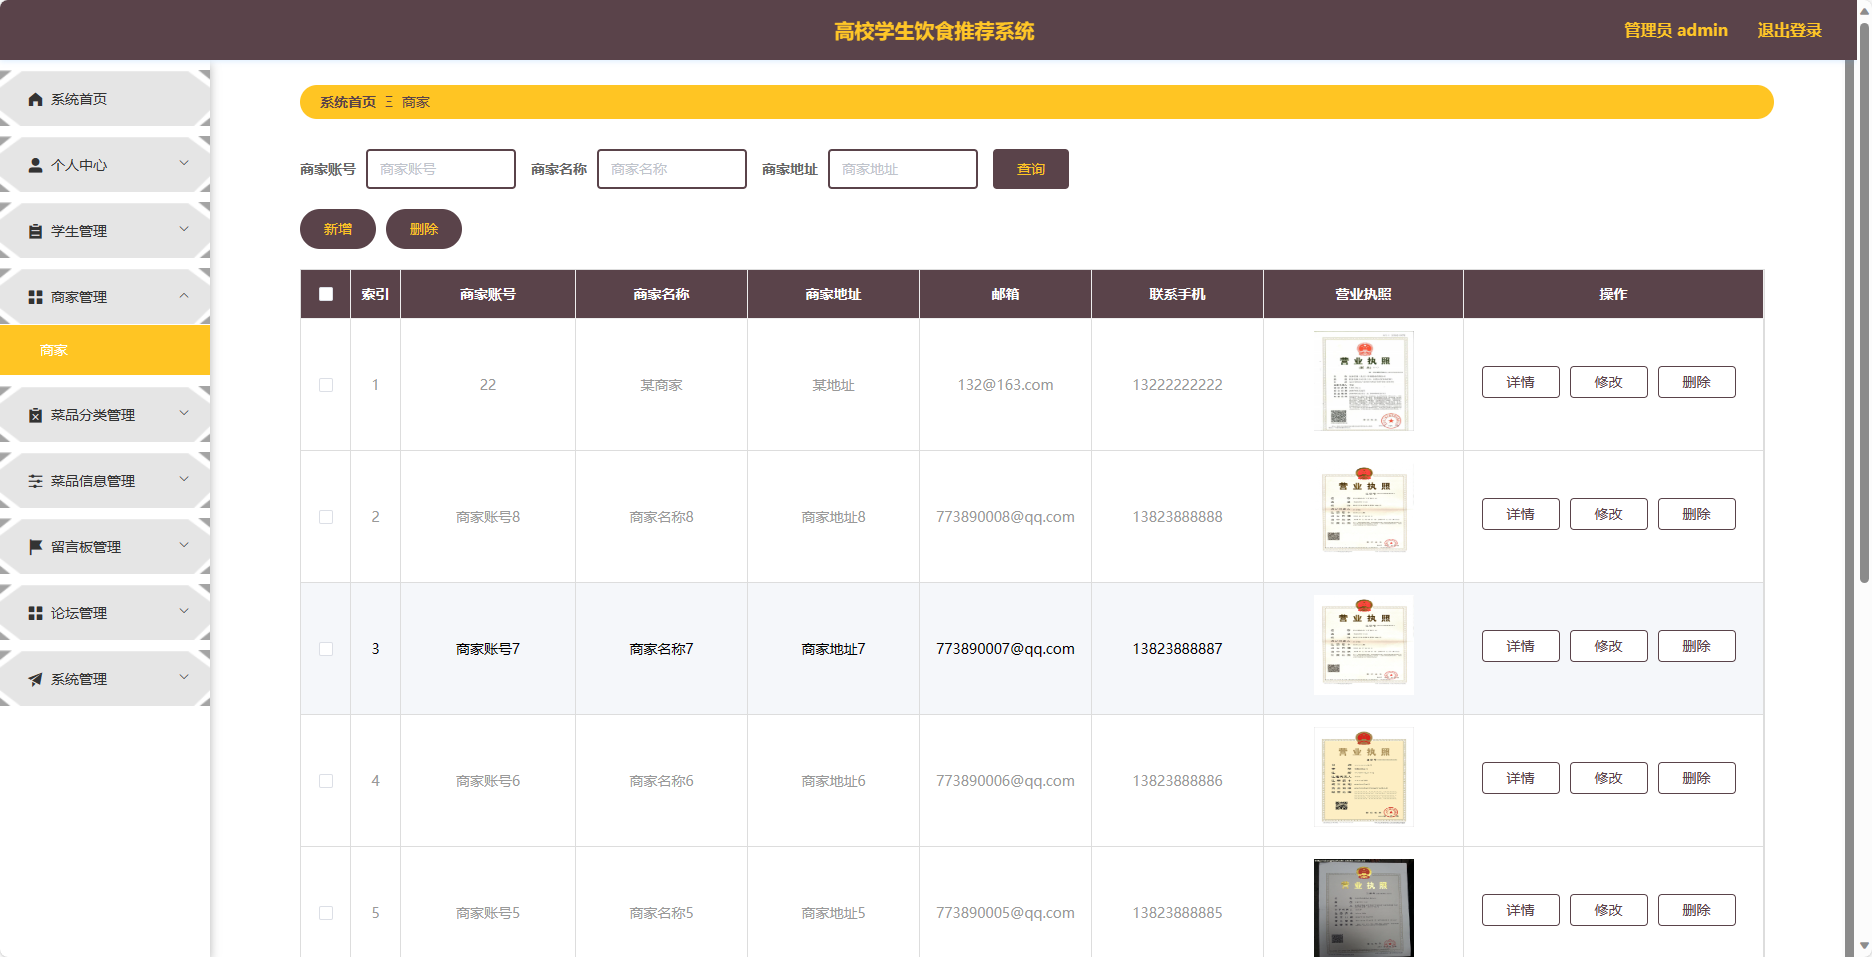 高校学生饮食推荐系统
管理员 admin 退出登录
系统首页
个人中心
学生管理
商家管理
商家
菜品分类管理
菜品信息管理
留言板管理
论坛管理
系统管理
系统首页 Ξ 商家
商家账号 商家账号 商家名称 商家名称 商家地址 商家地址 查询
新增 删除
索引 商家账号 商家名称 商家地址 邮箱 联系手机 营业执照 操作
营业执照
1 22 某商家 某地址 132@163.com 13222222222 详情 修改 删除
营业执照
2 商家账号8 商家名称8 商家地址8 773890008@qq.com 13823888888 详情 修改 删除
营业执照
3 商家账号7 商家名称7 商家地址7 773890007@qq.com 13823888887 详情 修改 删除
营业执照
4 商家账号6 商家名称6 商家地址6 773890006@qq.com 13823888886 详情 修改 删除
业执照
5 商家账号5 商家名称5 商家地址5 773890005@qq.com 13823888885 详情 修改 删除